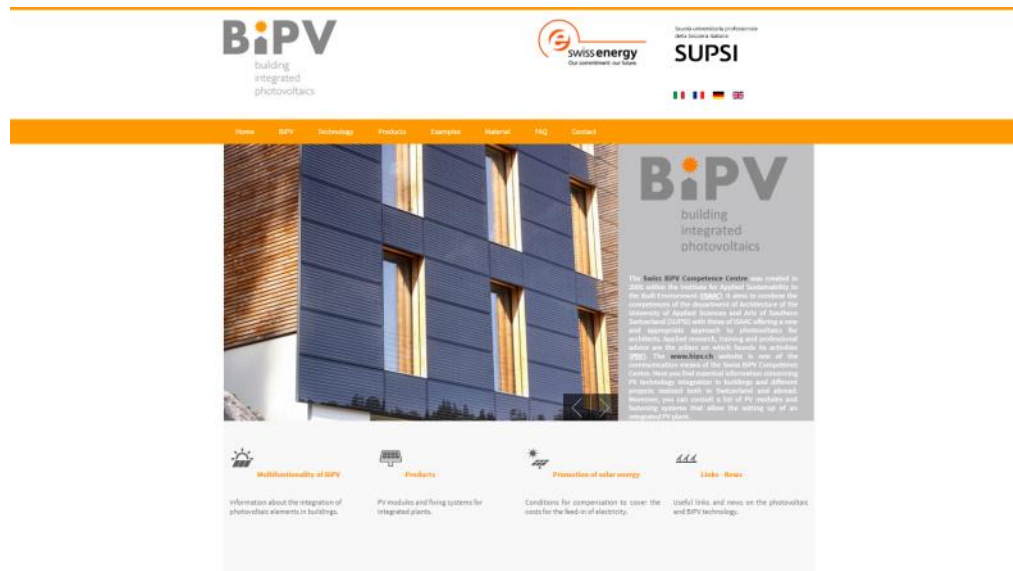 BiPV
building
integrated
photovoltaics
swissenergy
Our commitment: our future.
Scuola universitaria professionale
della Svizzera italiana
SUPSI
Home BiPV Technology Products Examples Material FAQ Contact
BiPV
building
integrated
photovoltaics
The Swiss BiPV Competence Centre was created in
2005 within the Institute for Applied Sustainability to
the Built Environment (ISAAC). It aims to combine the
competences of the department of Architecture of the
University of Applied Sciences and Arts of Southern
Switzerland (SUPSI) with those of ISAAC offering a new
and appropriate approach to photovoltaics for
architects. Applied research, training and professional
advice are the pillars on which founds its activities
(PDF). The www.bipv.ch website is one of the
communication means of the Swiss BiPV Competence
Centre. Here you find essential information concerning
PV technology integration in buildings and different
projects realized both in Switzerland and abroad.
Moreover, you can consult a list of PV modules and
fastening systems that allow the setting up of an
integrated PV plant.
Multifuntionality of BiPV
Information about the integration of
photovoltaic elements in buildings.
Products
PV modules and fixing systems for
integrated plants.
Promotion of solar energy
Conditions for compensation to cover the
costs for the feed-in of electricity.
Links - News
Useful links and news on the photovoltaic
and BiPV technology.